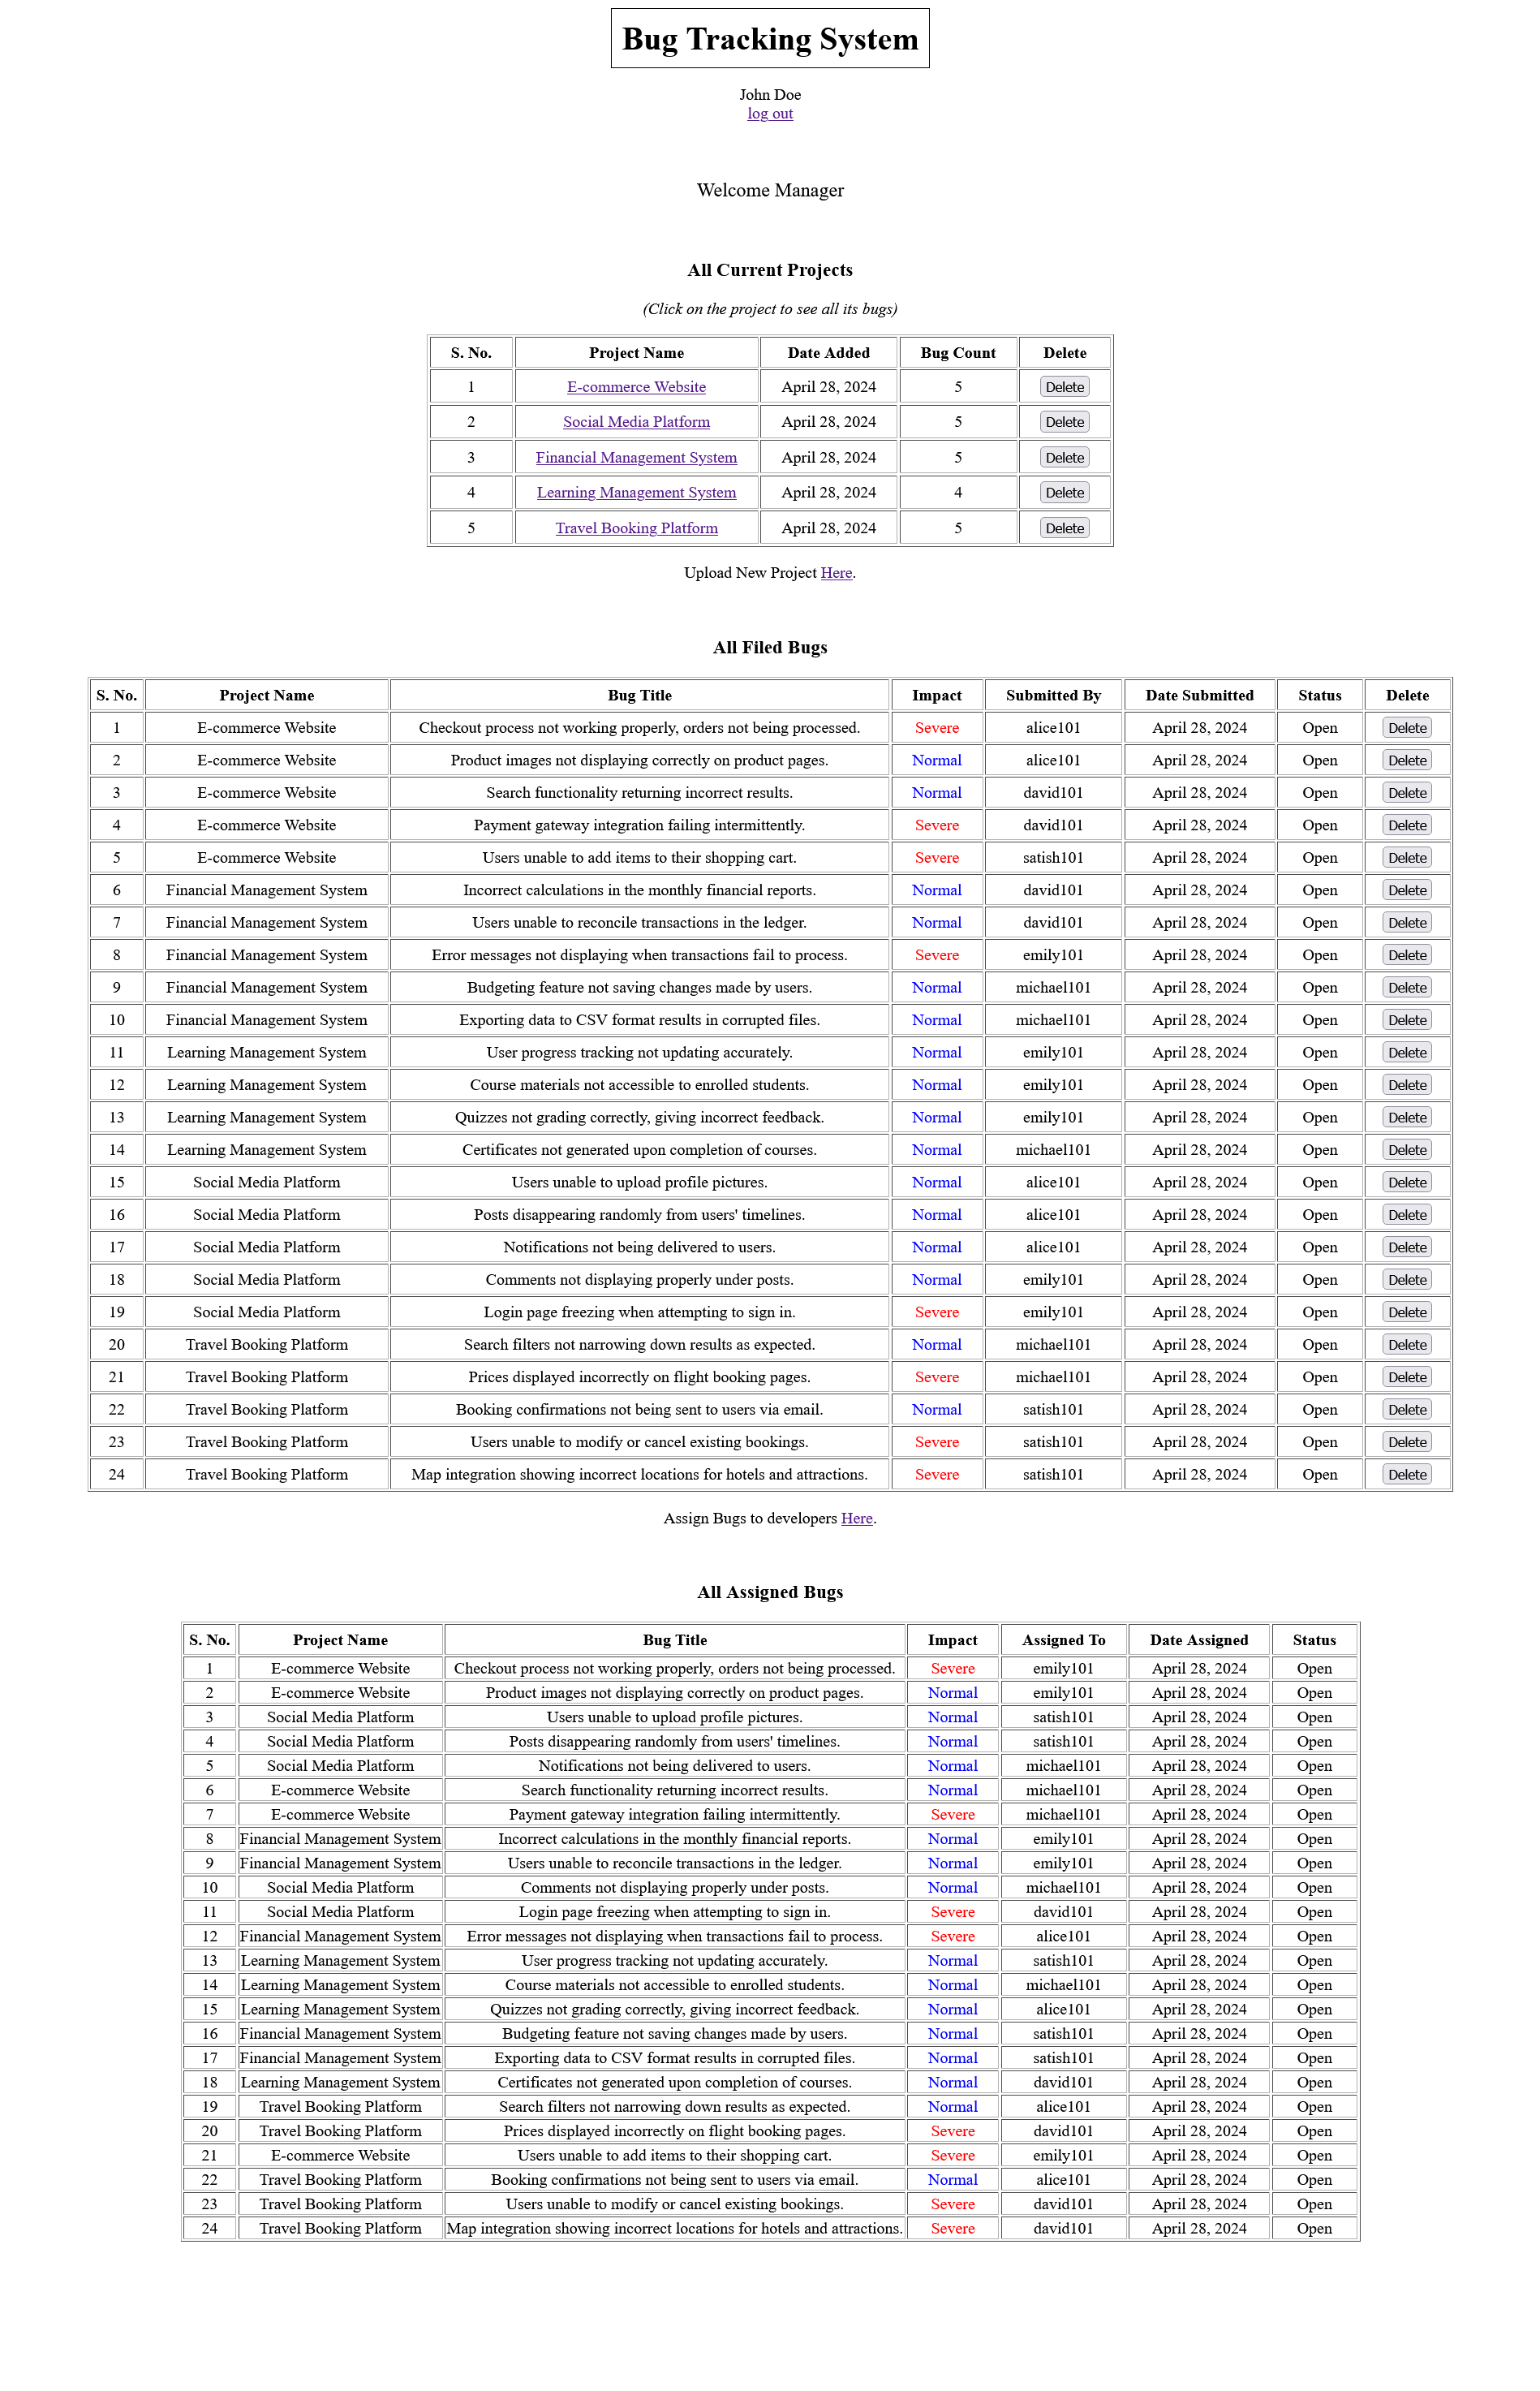 Bug Tracking System
John Doe
log out
Welcome Manager
All Current Projects
(Click on the project to see all its bugs)
S. No. Project Name Date Added Bug Count Delete
1 E-commerce Website April 28, 2024 5 Delete
2 Social Media Platform April 28, 2024 5 Delete
3 Financial Management System April 28, 2024 5 Delete
4 Learning Management System April 28, 2024 4 Delete
5 Travel Booking Platform April 28, 2024 5 Delete
Upload New Project Here.
All Filed Bugs
S. No. Project Name Bug Title Impact Submitted By Date Submitted Status Delete
1 E-commerce Website Checkout process not working properly, orders not being processed. Severe alice101 April 28, 2024 Open Delete
2 E-commerce Website Product images not displaying correctly on product pages. Normal alice101 April 28, 2024 Open Delete
3 E-commerce Website Search functionality returning incorrect results. Normal david101 April 28, 2024 Open Delete
4 E-commerce Website Payment gateway integration failing intermittently. Severe david101 April 28, 2024 Open Delete
5 E-commerce Website Users unable to add items to their shopping cart. Severe satish101 April 28, 2024 Open Delete
6 Financial Management System Incorrect calculations in the monthly financial reports. Normal david101 April 28, 2024 Open Delete
7 Financial Management System Users unable to reconcile transactions in the ledger. Normal david101 April 28, 2024 Open Delete
8 Financial Management System Error messages not displaying when transactions fail to process. Severe emily101 April 28, 2024 Open Delete
9 Financial Management System Budgeting feature not saving changes made by users. Normal michael101 April 28, 2024 Open Delete
10 Financial Management System Exporting data to CSV format results in corrupted files. Normal michael101 April 28, 2024 Open Delete
11 Learning Management System User progress tracking not updating accurately. Normal emily101 April 28, 2024 Open Delete
12 Learning Management System Course materials not accessible to enrolled students. Normal emily101 April 28, 2024 Open Delete
13 Learning Management System Quizzes not grading correctly, giving incorrect feedback. Normal emily101 April 28, 2024 Open Delete
14 Learning Management System Certificates not generated upon completion of courses. Normal michael101 April 28, 2024 Open Delete
15 Social Media Platform Users unable to upload profile pictures. Normal alice101 April 28, 2024 Open Delete
16 Social Media Platform Posts disappearing randomly from users' timelines. Normal alice101 April 28, 2024 Open Delete
17 Social Media Platform Notifications not being delivered to users. Normal alice101 April 28, 2024 Open Delete
18 Social Media Platform Comments not displaying properly under posts. Normal emily101 April 28, 2024 Open Delete
19 Social Media Platform Login page freezing when attempting to sign in. Severe emily101 April 28, 2024 Open Delete
20 Travel Booking Platform Search filters not narrowing down results as expected. Normal michael101 April 28, 2024 Open Delete
21 Travel Booking Platform Prices displayed incorrectly on flight booking pages. Severe michael101 April 28, 2024 Open Delete
22 Travel Booking Platform Booking confirmations not being sent to users via email. Normal satish101 April 28, 2024 Open Delete
23 Travel Booking Platform Users unable to modify or cancel existing bookings. Severe satish101 April 28, 2024 Open Delete
24 Travel Booking Platform Map integration showing incorrect locations for hotels and attractions. Severe satish101 April 28, 2024 Open Delete
Assign Bugs to developers Here.
All Assigned Bugs
S. No. Project Name Bug Title Impact Assigned To Date Assigned Status
1 E-commerce Website Checkout process not working properly, orders not being processed. Severe emily101 April 28, 2024 Open
2 E-commerce Website Product images not displaying correctly on product pages. Normal emily101 April 28, 2024 Open
3 Social Media Platform Users unable to upload profile pictures. Normal satish101 April 28, 2024 Open
4 Social Media Platform Posts disappearing randomly from users' timelines. Normal satish101 April 28, 2024 Open
5 Social Media Platform Notifications not being delivered to users. Normal michael101 April 28, 2024 Open
6 E-commerce Website Search functionality returning incorrect results. Normal michael101 April 28, 2024 Open
7 E-commerce Website Payment gateway integration failing intermittently. Severe michael101 April 28, 2024 Open
8 Financial Management System Incorrect calculations in the monthly financial reports. Normal emily101 April 28, 2024 Open
9 Financial Management System Users unable to reconcile transactions in the ledger. Normal emily101 April 28, 2024 Open
10 Social Media Platform Comments not displaying properly under posts. Normal michael101 April 28, 2024 Open
11 Social Media Platform Login page freezing when attempting to sign in. Severe david101 April 28, 2024 Open
12 Financial Management System Error messages not displaying when transactions fail to process. Severe alice101 April 28, 2024 Open
13 Learning Management System User progress tracking not updating accurately. Normal satish101 April 28, 2024 Open
14 Learning Management System Course materials not accessible to enrolled students. Normal michael101 April 28, 2024 Open
15 Learning Management System Quizzes not grading correctly, giving incorrect feedback. Normal alice101 April 28, 2024 Open
16 Financial Management System Budgeting feature not saving changes made by users. Normal satish101 April 28, 2024 Open
17 Financial Management System Exporting data to CSV format results in corrupted files. Normal satish101 April 28, 2024 Open
18 Learning Management System Certificates not generated upon completion of courses. Normal david101 April 28, 2024 Open
19 Travel Booking Platform Search filters not narrowing down results as expected. Normal alice101 April 28, 2024 Open
20 Travel Booking Platform Prices displayed incorrectly on flight booking pages. Severe david101 April 28, 2024 Open
21 E-commerce Website Users unable to add items to their shopping cart. Severe emily101 April 28, 2024 Open
22 Travel Booking Platform Booking confirmations not being sent to users via email. Normal alice101 April 28, 2024 Open
23 Travel Booking Platform Users unable to modify or cancel existing bookings. Severe david101 April 28, 2024 Open
24 Travel Booking Platform Map integration showing incorrect locations for hotels and attractions. Severe david101 April 28, 2024 Open